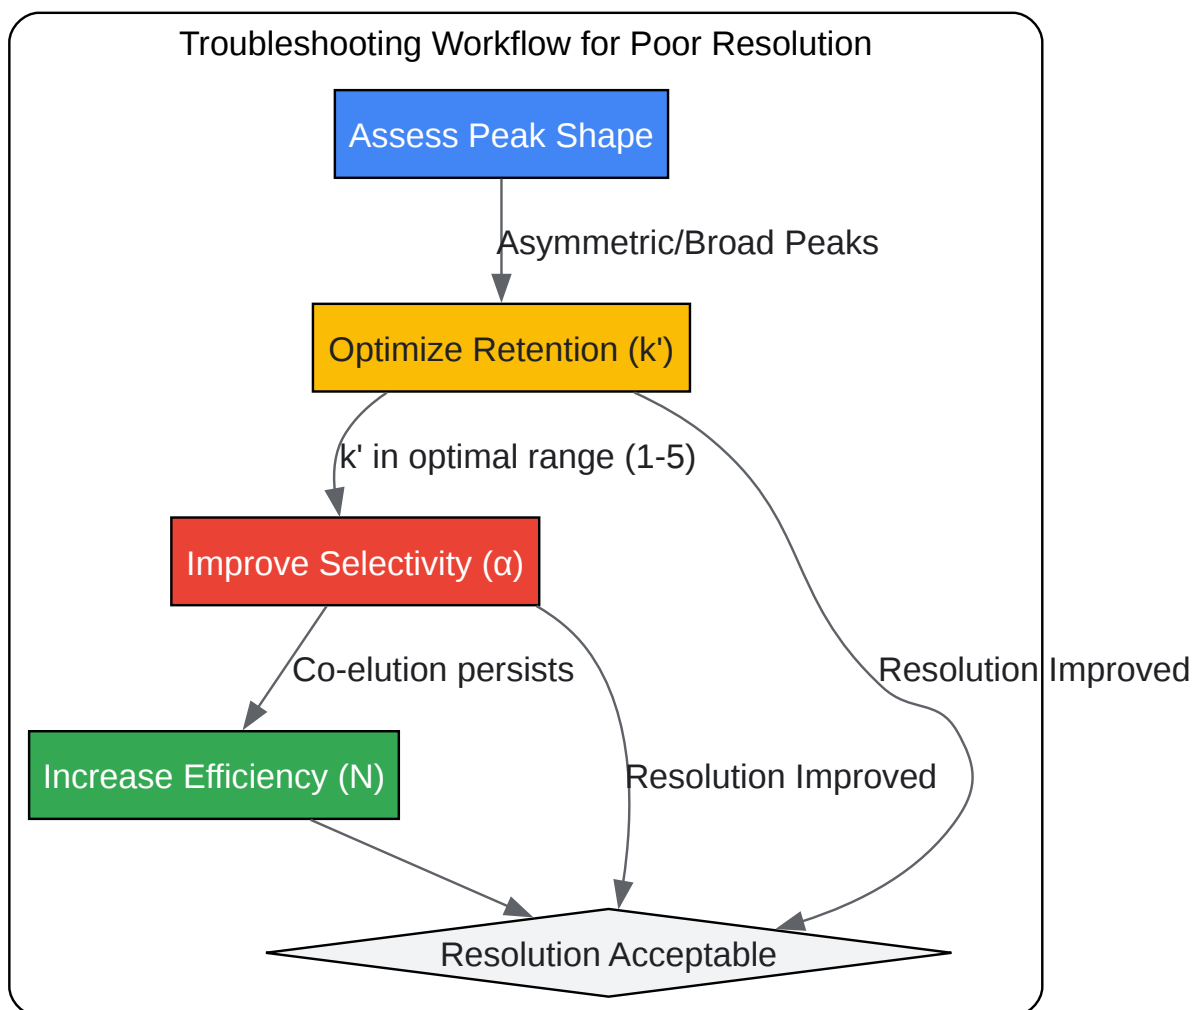 Troubleshooting Workflow for Poor Resolution
Assess Peak Shape
Asymmetric/Broad Peaks
Optimize Retention (k')
k' in optimal range (1-5)
Improve Selectivity (α)
Co-elution persists
Resolution Improved
Increase Efficiency (N)
Resolution Improved
Resolution Acceptable